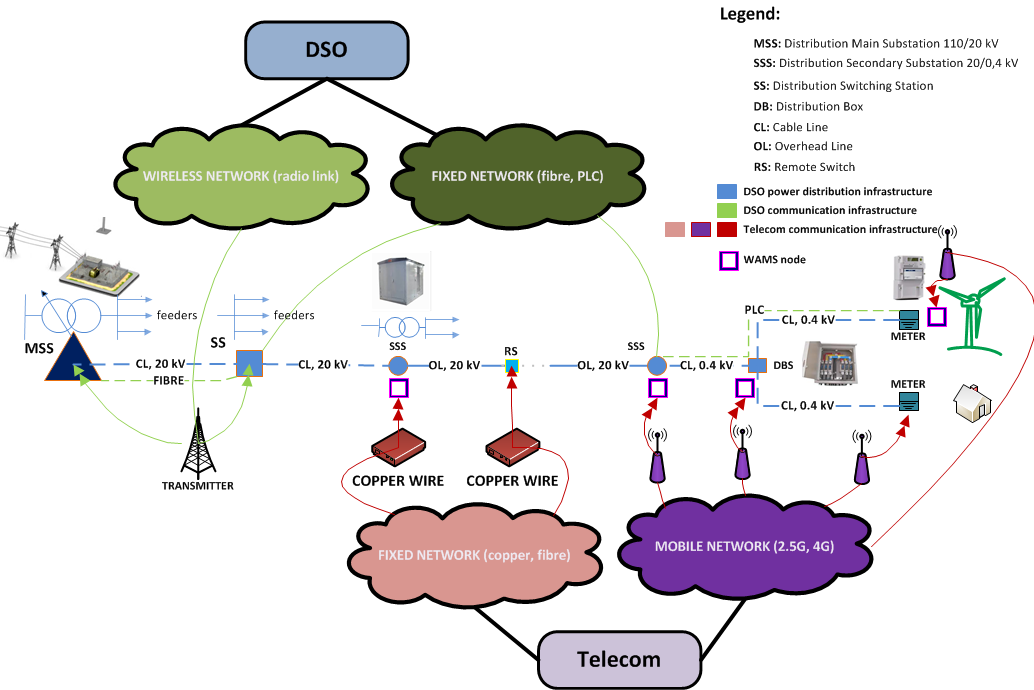 Legend:
DSO
MSS: Distribution Main Substation 110/20 kV
SSS: Distribution Secondary Substation 20/0,4 kV
SS: Distribution Switching Station
DB: Distribution Box
CL: Cable Line
OL: Overhead Line
RS: Remote Switch
WIRELESS NETWORK (radio link)
FIXED NETWORK (fibre, PLC)
DSO power distribution infrastructure
DSO communication infrastructure
Telecom communication infrastructure
WAMS node
feeders
feeders
PLC
CL, 0.4 kV
METER
MSS
SS
SSS
RS
SSS
CL, 20 kV
CL, 20 kV
OL, 20 kV
OL, 20 kV
CL, 0.4 kV
DBS
FIBRE
METER
CL, 0.4 kV
TRANSMITTER
COPPER WIRE
COPPER WIRE
FIXED NETWORK (copper, fibre)
MOBILE NETWORK (2.5G, 4G)
Telecom